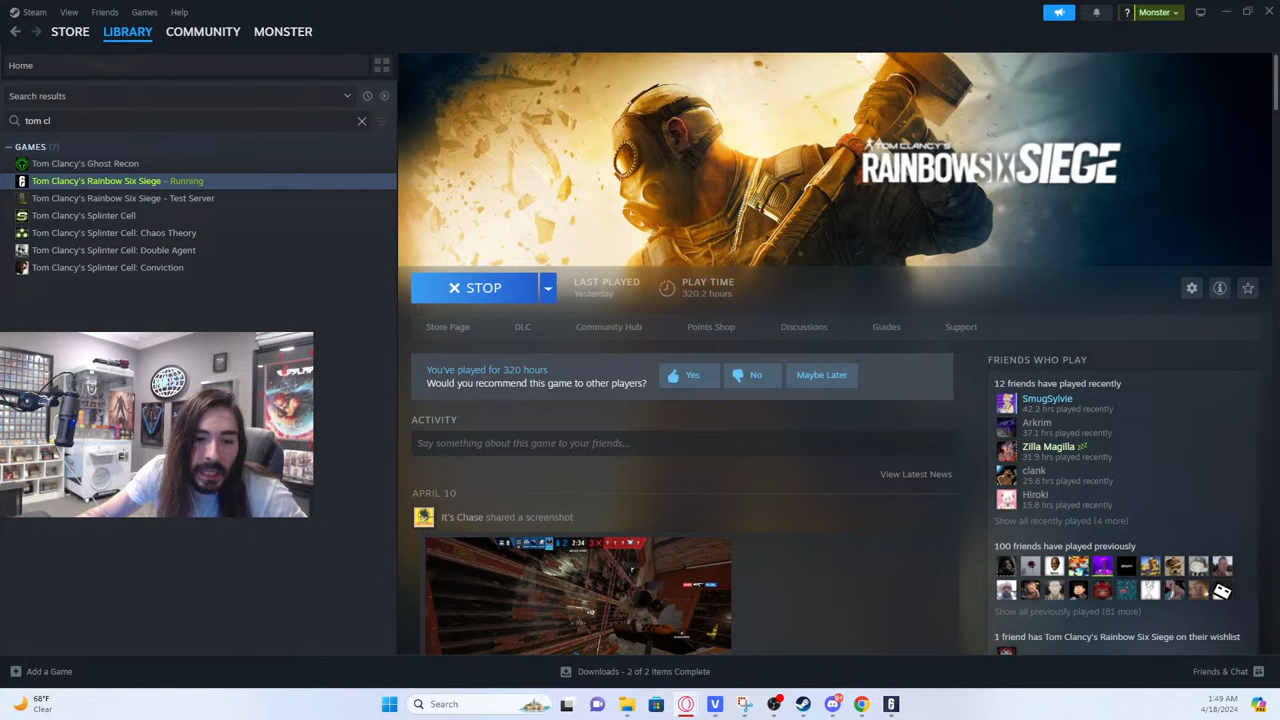 Steam View Friends Games Help
? Monster
STORE LIBRARY COMMUNITY MONSTER
Home
Search results
tom cl
GAMES (7)
Tom Clancy's Ghost Recon
Tom Clancy's Rainbow Six Siege - Running
Tom Clancy's Rainbow Six Siege - Test Server
Tom Clancy's Splinter Cell
Tom Clancy's Splinter Cell: Chaos Theory
Tom Clancy's Splinter Cell: Double Agent
Tom Clancy's Splinter Cell: Conviction
TOM CLANCY'S
RAINBOWSIX SIEGE
STOP
LAST PLAYED
Yesterday
PLAY TIME
320.2 hours
Store Page DLC Community Hub Points Shop Discussions Guides Support
You've played for 320 hours
Would you recommend this game to other players?
Yes No Maybe Later
ACTIVITY
Say something about this game to your friends...
View Latest News
APRIL 10
It's Chase shared a screenshot
2 2:34 3
FRIENDS WHO PLAY
12 friends have played recently
SmugSylvie
42.2 hrs played recently
Arkrim
37.1 hrs played recently
Zilla Magilla zzz
31.9 hrs played recently
clank
25.6 hrs played recently
Hiroki
15.8 hrs played recently
Show all recently played (4 more)
100 friends have played previously
Show all previously played (81 more)
1 friend has Tom Clancy's Rainbow Six Siege on their wishlist
Add a Game
Downloads - 2 of 2 Items Complete
Friends & Chat
68°F
Clear
Search
1:49 AM
4/18/2024